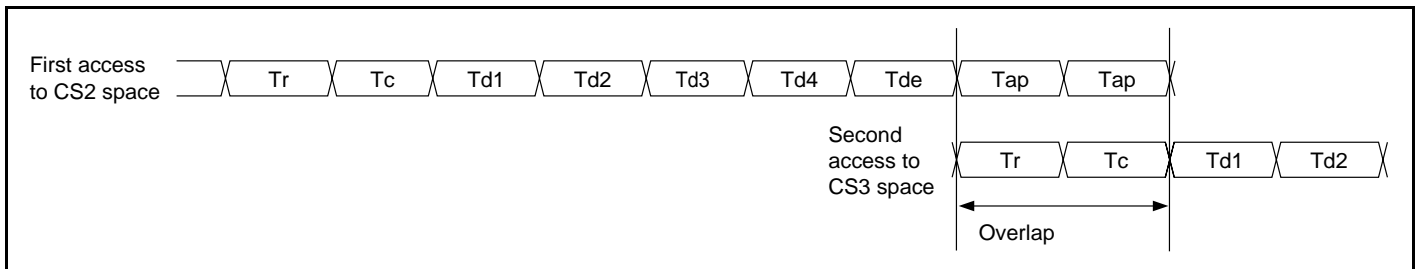 First access
to CS2 space
Tr Tc Td1 Td2 Td3 Td4 Tde Tap Tap
Second
access to
CS3 space
Tr Tc Td1 Td2
Overlap